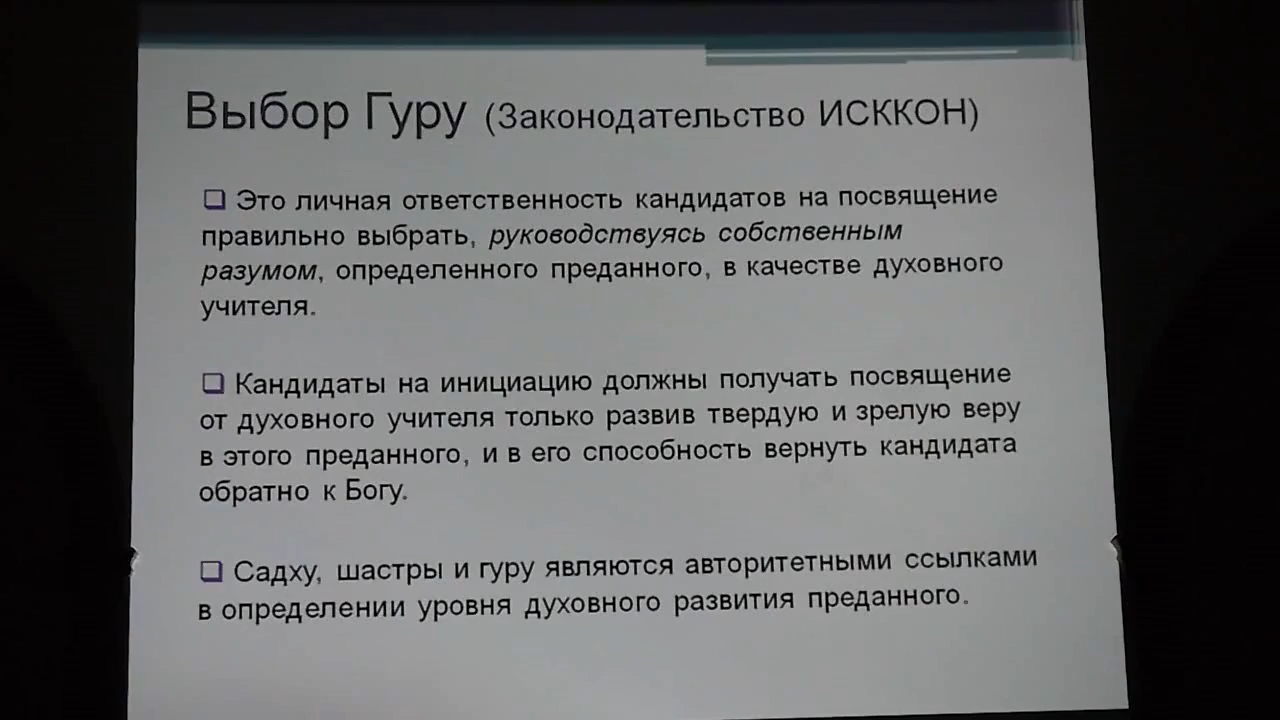 Выбор Гуру (Законодательство ИСККОН)
Это личная ответственность кандидатов на посвящение
правильно выбрать, руководствуясь собственным
разумом, определенного преданного, в качестве духовного
учителя.
Кандидаты на инициацию должны получать посвящение
от духовного учителя только развив твердую и зрелую веру
в этого преданного, и в его способность вернуть кандидата
обратно к Богу.
Садху, шастры и гуру являются авторитетными ссылками
в определении уровня духовного развития преданного.